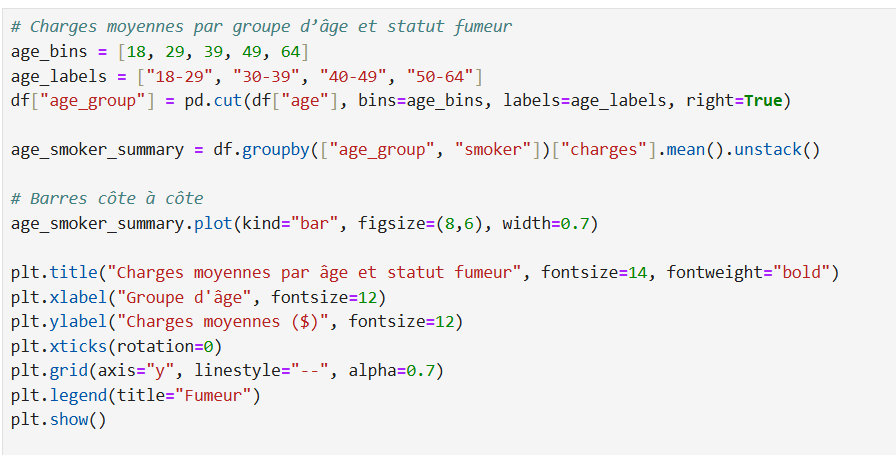 # Charges moyennes par groupe d’âge et statut fumeur
age_bins = [18, 29, 39, 49, 64]
age_labels = ["18-29", "30-39", "40-49", "50-64"]
df["age_group"] = pd.cut(df["age"], bins=age_bins, labels=age_labels, right=True)
age_smoker_summary = df.groupby(["age_group", "smoker"])["charges"].mean().unstack()
# Barres côte à côte
age_smoker_summary.plot(kind="bar", figsize=(8,6), width=0.7)
plt.title("Charges moyennes par âge et statut fumeur", fontsize=14, fontweight="bold")
plt.xlabel("Groupe d'âge", fontsize=12)
plt.ylabel("Charges moyennes ($)", fontsize=12)
plt.xticks(rotation=0)
plt.grid(axis="y", linestyle="--", alpha=0.7)
plt.legend(title="Fumeur")
plt.show()